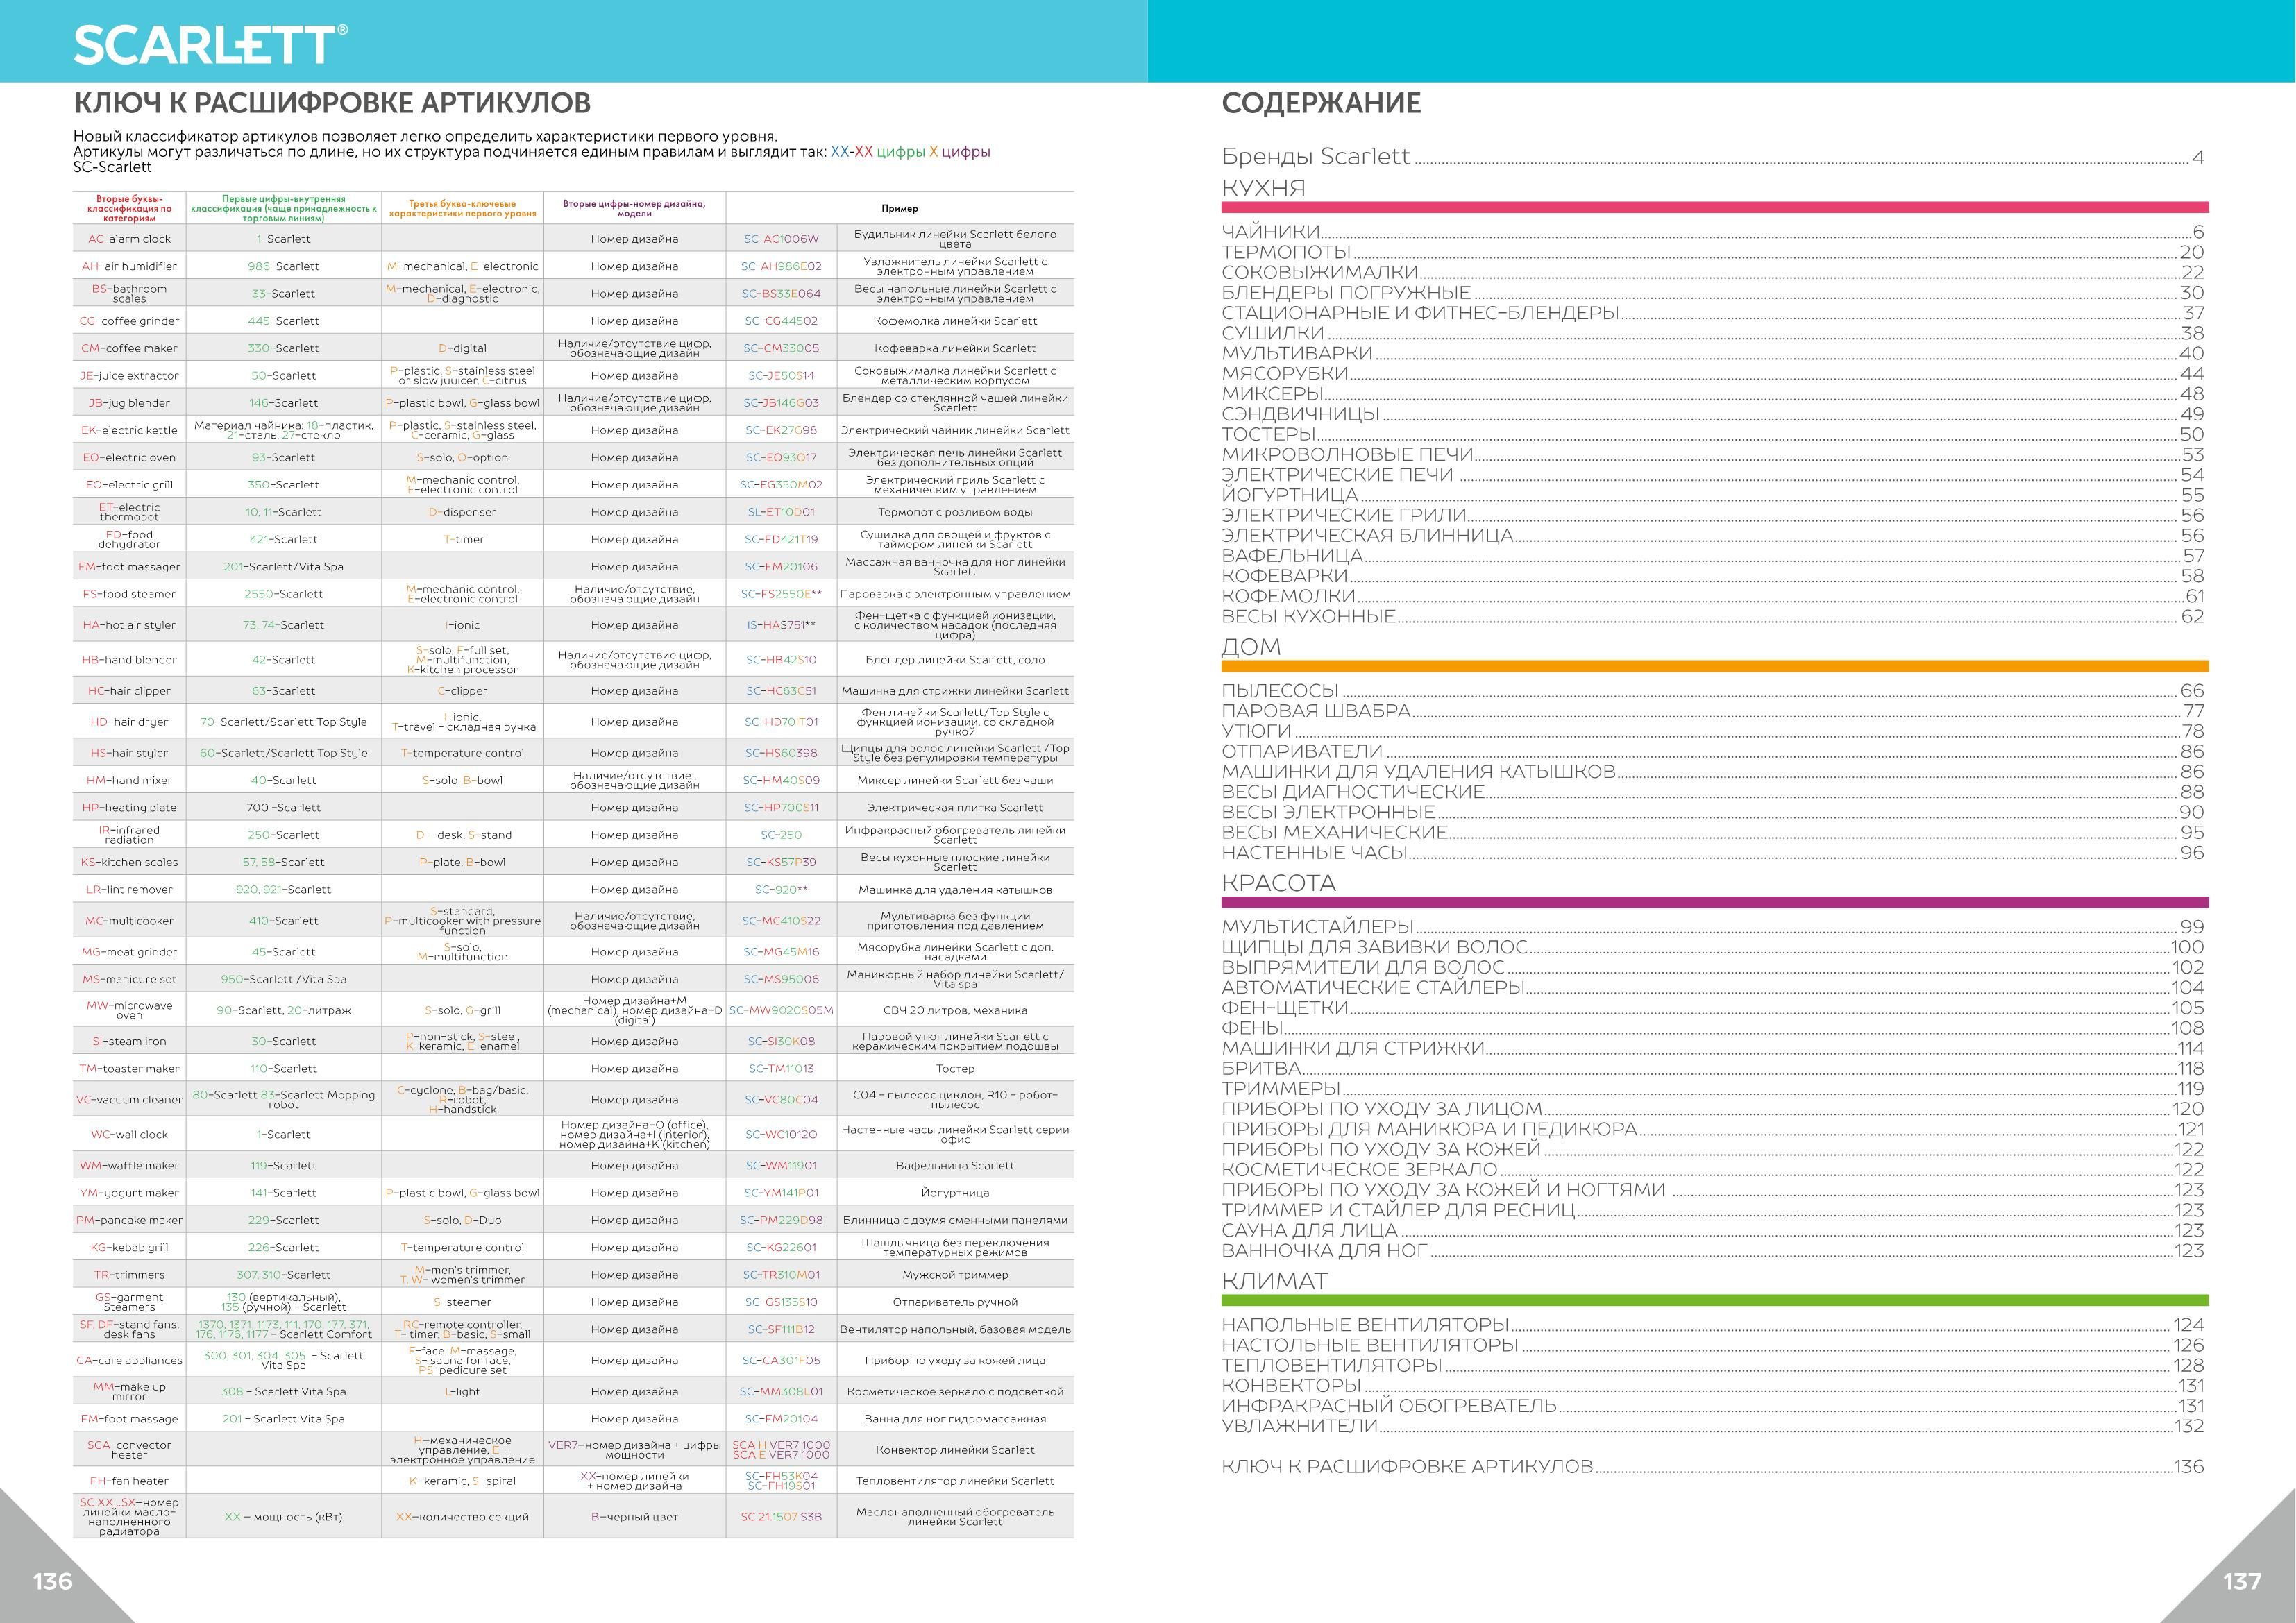 SCARLETT®
КЛЮЧ К РАСШИФРОВКЕ АРТИКУЛОВ
Новый классификатор артикулов позволяет легко определить характеристики первого уровня.
Артикулы могут различаться по длине, но их структура подчиняется единым правилам и выглядит так: XX-XX цифры X цифры
SC-Scarlett
Вторые буквы-классификация по категориям | Первые цифры-внутренняя классификация (чаще принадлежность к торговым линиям) | Третья буква-ключевые характеристики первого уровня | Вторые цифры-номер дизайна, модели | Пример
AC-alarm clock | 1-Scarlett | | Номер дизайна | SC-AC1006W | Будильник линейки Scarlett белого цвета
AH-air humidifier | 986-Scarlett | M-mechanical, E-electronic | Номер дизайна | SC-AH986E02 | Увлажнитель линейки Scarlett с электронным управлением
BS-bathroom scales | 33-Scarlett | M-mechanical, E-electronic, D-diagnostic | Номер дизайна | SC-BS33E064 | Весы напольные линейки Scarlett с электронным управлением
CG-coffee grinder | 445-Scarlett | | Номер дизайна | SC-CG44502 | Кофемолка линейки Scarlett
CM-coffee maker | 330-Scarlett | D-digital | Наличие/отсутствие цифр, обозначающие дизайн | SC-CM33005 | Кофеварка линейки Scarlett
JE-juice extractor | 50-Scarlett | P-plastic, S-stainless steel or slow juuicer, C-citrus | Номер дизайна | SC-JE50S14 | Соковыжималка линейки Scarlett с металлическим корпусом
JB-jug blender | 146-Scarlett | P-plastic bowl, G-glass bowl | Наличие/отсутствие цифр, обозначающие дизайн | SC-JB146G03 | Блендер со стеклянной чашей линейки Scarlett
EK-electric kettle | Материал чайника: 18-пластик, 21-сталь, 27-стекло | P-plastic, S-stainless steel, C-ceramic, G-glass | Номер дизайна | SC-EK27G98 | Электрический чайник линейки Scarlett
EO-electric oven | 93-Scarlett | S-solo, O-option | Номер дизайна | SC-EO93O17 | Электрическая печь линейки Scarlett без дополнительных опций
EO-electric grill | 350-Scarlett | M-mechanic control, E-electronic control | Номер дизайна | SC-EG350M02 | Электрический гриль Scarlett с механическим управлением
ET-electric thermopot | 10, 11-Scarlett | D-dispenser | Номер дизайна | SL-ET10D01 | Термопот с розливом воды
FD-food dehydrator | 421-Scarlett | T-timer | Номер дизайна | SC-FD421T19 | Сушилка для овощей и фруктов с таймером линейки Scarlett
FM-foot massager | 201-Scarlett/Vita Spa | | Номер дизайна | SC-FM20106 | Массажная ванночка для ног линейки Scarlett
FS-food steamer | 2550-Scarlett | M-mechanic control, E-electronic control | Наличие/отсутствие, обозначающие дизайн | SC-FS2550E** | Пароварка с электронным управлением
HA-hot air styler | 73, 74-Scarlett | I-ionic | Номер дизайна | IS-HAS751** | Фен-щетка с функцией ионизации, с количеством насадок (последняя цифра)
HB-hand blender | 42-Scarlett | S-solo, F-full set, M-multifunction, K-kitchen processor | Наличие/отсутствие цифр, обозначающие дизайн | SC-HB42S10 | Блендер линейки Scarlett, соло
HC-hair clipper | 63-Scarlett | C-clipper | Номер дизайна | SC-HC63C51 | Машинка для стрижки линейки Scarlett
HD-hair dryer | 70-Scarlett/Scarlett Top Style | I-ionic, T-travel - складная ручка | Номер дизайна | SC-HD70IT01 | Фен линейки Scarlett/Top Style с функцией ионизации, со складной ручкой
HS-hair styler | 60-Scarlett/Scarlett Top Style | T-temperature control | Номер дизайна | SC-HS60398 | Щипцы для волос линейки Scarlett /Top Style без регулировки температуры
HM-hand mixer | 40-Scarlett | S-solo, B-bowl | Наличие/отсутствие , обозначающие дизайн | SC-HM40S09 | Миксер линейки Scarlett без чаши
HP-heating plate | 700 -Scarlett | | Номер дизайна | SC-HP700S11 | Электрическая плитка Scarlett
IR-infrared radiation | 250-Scarlett | D – desk, S-stand | Номер дизайна | SC-250 | Инфракрасный обогреватель линейки Scarlett
KS-kitchen scales | 57, 58-Scarlett | P-plate, B-bowl | Номер дизайна | SC-KS57P39 | Весы кухонные плоские линейки Scarlett
LR-lint remover | 920, 921-Scarlett | | Номер дизайна | SC-920** | Машинка для удаления катышков
MC-multicooker | 410-Scarlett | S-standard, P-multicooker with pressure function | Наличие/отсутствие, обозначающие дизайн | SC-MC410S22 | Мультиварка без функции приготовления под давлением
MG-meat grinder | 45-Scarlett | S-solo, M-multifunction | Номер дизайна | SC-MG45M16 | Мясорубка линейки Scarlett с доп. насадками
MS-manicure set | 950-Scarlett /Vita Spa | | Номер дизайна | SC-MS95006 | Маникюрный набор линейки Scarlett/ Vita spa
MW-microwave oven | 90-Scarlett, 20-литраж | S-solo, G-grill | Номер дизайна+M (mechanical), номер дизайна+D (digital) | SC-MW9020S05M | СВЧ 20 литров, механика
SI-steam iron | 30-Scarlett | P-non-stick, S-steel, K-keramic, E-enamel | Номер дизайна | SC-SI30K08 | Паровой утюг линейки Scarlett с керамическим покрытием подошвы
TM-toaster maker | 110-Scarlett | | Номер дизайна | SC-TM11013 | Тостер
VC-vacuum cleaner | 80-Scarlett 83-Scarlett Mopping robot | C-cyclone, B-bag/basic, R-robot, H-handstick | Номер дизайна | SC-VC80C04 | C04 - пылесос циклон, R10 - робот-пылесос
WC-wall clock | 1-Scarlett | | Номер дизайна+O (office), номер дизайна+I (interior), номер дизайна+K (kitchen) | SC-WC1012O | Настенные часы линейки Scarlett серии офис
WM-waffle maker | 119-Scarlett | | Номер дизайна | SC-WM11901 | Вафельница Scarlett
YM-yogurt maker | 141-Scarlett | P-plastic bowl, G-glass bowl | Номер дизайна | SC-YM141P01 | Йогуртница
PM-pancake maker | 229-Scarlett | S-solo, D-Duo | Номер дизайна | SC-PM229D98 | Блинница с двумя сменными панелями
KG-kebab grill | 226-Scarlett | T-temperature control | Номер дизайна | SC-KG22601 | Шашлычница без переключения температурных режимов
TR-trimmers | 307, 310-Scarlett | M-men's trimmer, T, W- women's trimmer | Номер дизайна | SC-TR310M01 | Мужской триммер
GS-garment Steamers | 130 (вертикальный), 135 (ручной) - Scarlett | S-steamer | Номер дизайна | SC-GS135S10 | Отпариватель ручной
SF, DF-stand fans, desk fans | 1370, 1371, 1173, 111, 170, 177, 371, 176, 1176, 1177 - Scarlett Comfort | RC-remote controller, T- timer, B-basic, S-small | Номер дизайна | SC-SF111B12 | Вентилятор напольный, базовая модель
CA-care appliances | 300, 301, 304, 305 - Scarlett Vita Spa | F-face, M-massage, S- sauna for face, PS-pedicure set | Номер дизайна | SC-CA301F05 | Прибор по уходу за кожей лица
MM-make up mirror | 308 - Scarlett Vita Spa | L-light | Номер дизайна | SC-MM308L01 | Косметическое зеркало с подсветкой
FM-foot massage | 201 - Scarlett Vita Spa | | Номер дизайна | SC-FM20104 | Ванна для ног гидромассажная
SCA-convector heater | | H-механическое управление, E—электронное управление | VER7—номер дизайна + цифры мощности | SCA H VER7 1000 SCA E VER7 1000 | Конвектор линейки Scarlett
FH-fan heater | | K-keramic, S-spiral | XX-номер линейки + номер дизайна | SC-FH53K04 SC-FH19S01 | Тепловентилятор линейки Scarlett
SC XX...SX—номер линейки масло-наполненного радиатора | XX — мощность (кВт) | XX—количество секций | B—черный цвет | SC 21.1507 S3B | Маслонаполненный обогреватель линейки Scarlett
136
СОДЕРЖАНИЕ
Бренды Scarlett 4
КУХНЯ
ЧАЙНИКИ 6
ТЕРМОПОТЫ 20
СОКОВЫЖИМАЛКИ 22
БЛЕНДЕРЫ ПОГРУЖНЫЕ 30
СТАЦИОНАРНЫЕ И ФИТНЕС-БЛЕНДЕРЫ 37
СУШИЛКИ 38
МУЛЬТИВАРКИ 40
МЯСОРУБКИ 44
МИКСЕРЫ 48
СЭНДВИЧНИЦЫ 49
ТОСТЕРЫ 50
МИКРОВОЛНОВЫЕ ПЕЧИ 53
ЭЛЕКТРИЧЕСКИЕ ПЕЧИ 54
ЙОГУРТНИЦА 55
ЭЛЕКТРИЧЕСКИЕ ГРИЛИ 56
ЭЛЕКТРИЧЕСКАЯ БЛИННИЦА 56
ВАФЕЛЬНИЦА 57
КОФЕВАРКИ 58
КОФЕМОЛКИ 61
ВЕСЫ КУХОННЫЕ 62
ДОМ
ПЫЛЕСОСЫ 66
ПАРОВАЯ ШВАБРА 77
УТЮГИ 78
ОТПАРИВАТЕЛИ 86
МАШИНКИ ДЛЯ УДАЛЕНИЯ КАТЫШКОВ 86
ВЕСЫ ДИАГНОСТИЧЕСКИЕ 88
ВЕСЫ ЭЛЕКТРОННЫЕ 90
ВЕСЫ МЕХАНИЧЕСКИЕ 95
НАСТЕННЫЕ ЧАСЫ 96
КРАСОТА
МУЛЬТИСТАЙЛЕРЫ 99
ЩИПЦЫ ДЛЯ ЗАВИВКИ ВОЛОС 100
ВЫПРЯМИТЕЛИ ДЛЯ ВОЛОС 102
АВТОМАТИЧЕСКИЕ СТАЙЛЕРЫ 104
ФЕН-ЩЕТКИ 105
ФЕНЫ 108
МАШИНКИ ДЛЯ СТРИЖКИ 114
БРИТВА 118
ТРИММЕРЫ 119
ПРИБОРЫ ПО УХОДУ ЗА ЛИЦОМ 120
ПРИБОРЫ ДЛЯ МАНИКЮРА И ПЕДИКЮРА 121
ПРИБОРЫ ПО УХОДУ ЗА КОЖЕЙ 122
КОСМЕТИЧЕСКОЕ ЗЕРКАЛО 122
ПРИБОРЫ ПО УХОДУ ЗА КОЖЕЙ И НОГТЯМИ 123
ТРИММЕР И СТАЙЛЕР ДЛЯ РЕСНИЦ 123
САУНА ДЛЯ ЛИЦА 123
ВАННОЧКА ДЛЯ НОГ 123
КЛИМАТ
НАПОЛЬНЫЕ ВЕНТИЛЯТОРЫ 124
НАСТОЛЬНЫЕ ВЕНТИЛЯТОРЫ 126
ТЕПЛОВЕНТИЛЯТОРЫ 128
КОНВЕКТОРЫ 131
ИНФРАКРАСНЫЙ ОБОГРЕВАТЕЛЬ 131
УВЛАЖНИТЕЛИ 132
КЛЮЧ К РАСШИФРОВКЕ АРТИКУЛОВ 136
137